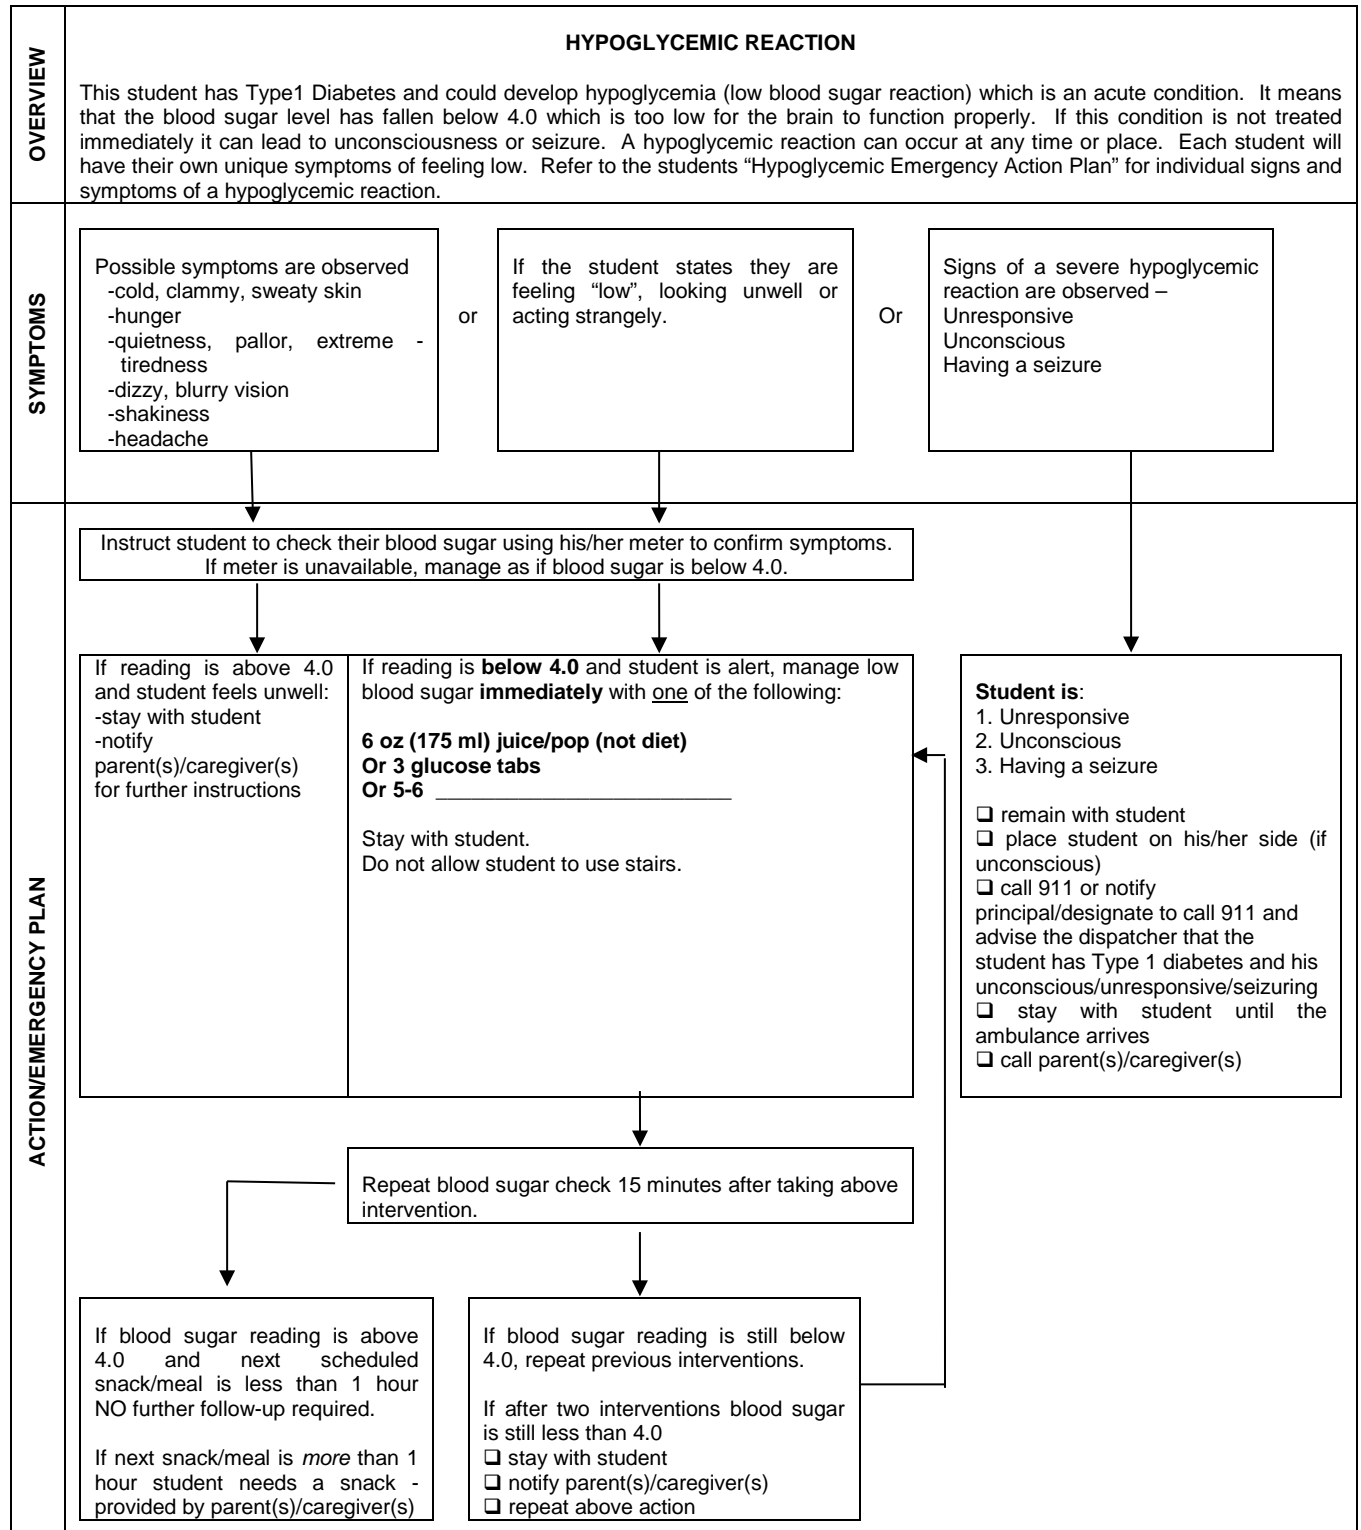 OVERVIEW
HYPOGLYCEMIC REACTION
This student has Type1 Diabetes and could develop hypoglycemia (low blood sugar reaction) which is an acute condition. It means
that the blood sugar level has fallen below 4.0 which is too low for the brain to function properly. If this condition is not treated
immediately it can lead to unconsciousness or seizure. A hypoglycemic reaction can occur at any time or place. Each student will
have their own unique symptoms of feeling low. Refer to the students “Hypoglycemic Emergency Action Plan” for individual signs and
symptoms of a hypoglycemic reaction.
SYMPTOMS
Possible symptoms are observed
-cold, clammy, sweaty skin
-hunger
-quietness, pallor, extreme -
tiredness
-dizzy, blurry vision
-shakiness
-headache
or
If the student states they are
feeling “low”, looking unwell or
acting strangely.
Or
Signs of a severe hypoglycemic
reaction are observed –
Unresponsive
Unconscious
Having a seizure
ACTION/EMERGENCY PLAN
Instruct student to check their blood sugar using his/her meter to confirm symptoms.
If meter is unavailable, manage as if blood sugar is below 4.0.
If reading is above 4.0
and student feels unwell:
-stay with student
-notify
parent(s)/caregiver(s)
for further instructions
If reading is below 4.0 and student is alert, manage low
blood sugar immediately with one of the following:
6 oz (175 ml) juice/pop (not diet)
Or 3 glucose tabs
Or 5-6 __________________________
Stay with student.
Do not allow student to use stairs.
Student is:
1. Unresponsive
2. Unconscious
3. Having a seizure
❑ remain with student
❑ place student on his/her side (if
unconscious)
❑ call 911 or notify
principal/designate to call 911 and
advise the dispatcher that the
student has Type 1 diabetes and his
unconscious/unresponsive/seizuring
❑ stay with student until the
ambulance arrives
❑ call parent(s)/caregiver(s)
Repeat blood sugar check 15 minutes after taking above
intervention.
If blood sugar reading is above
4.0 and next scheduled
snack/meal is less than 1 hour
NO further follow-up required.
If next snack/meal is more than 1
hour student needs a snack -
provided by parent(s)/caregiver(s)
If blood sugar reading is still below
4.0, repeat previous interventions.
If after two interventions blood sugar
is still less than 4.0
❑ stay with student
❑ notify parent(s)/caregiver(s)
❑ repeat above action